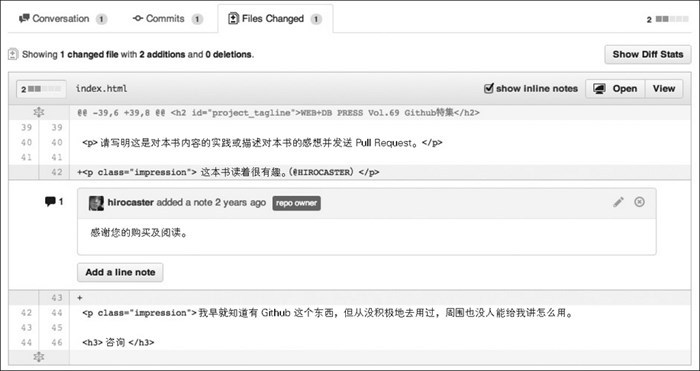 Conversation 1 Commits 1 Files Changed 1 2
Showing 1 changed file with 2 additions and 0 deletions. Show Diff Stats
2 index.html show inline notes Open View
@@ -39,6 +39,8 @@ <h2 id="project_tagline">WEB+DB PRESS Vol.69 Github特集</h2>
39 39
40 40 <p>请写明这是对本书内容的实践或描述对本书的感想并发送 Pull Request。</p>
41 41
42 +<p class="impression"> 这本书读着很有趣。(@HIROCASTER) </p>
1 hirocaster added a note 2 years ago repo owner
感谢您的购买及阅读。
Add a line note
43 +
42 44 <p class="impression">我早就知道有 Github 这个东西，但从没积极地去用过，周围也没人能给我讲怎么用。
43 45
44 46 <h3>咨询</h3>